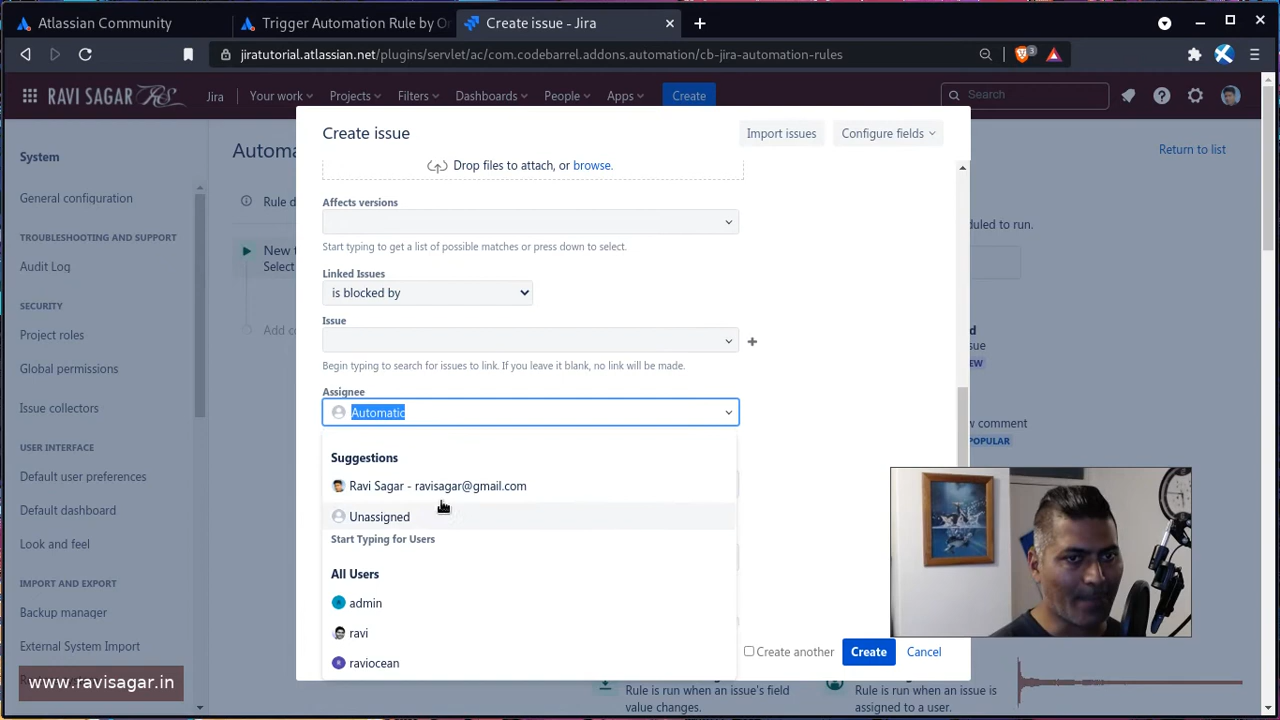 Atlassian Community
Trigger Automation Rule by Or
Create issue - Jira
jiratutorial.atlassian.net/plugins/servlet/ac/com.codebarrel.addons.automation/cb-jira-automation-rules
3
RAVI SAGAR RS
Jira
Your work
Projects
Filters
Dashboards
People
Apps
Create
Search
System
General configuration
TROUBLESHOOTING AND SUPPORT
Audit Log
SECURITY
Project roles
Global permissions
Issue collectors
USER INTERFACE
Default user preferences
Default dashboard
Look and feel
IMPORT AND EXPORT
Backup manager
External System Import
www.ravisagar.in
Automa
Return to list
Rule d
New t
Select
Add co
Create issue
Import issues
Configure fields
Drop files to attach, or browse.
Affects versions
Start typing to get a list of possible matches or press down to select.
Linked Issues
is blocked by
Issue
Begin typing to search for issues to link. If you leave it blank, no link will be made.
Assignee
Automatic
Suggestions
Ravi Sagar - ravisagar@gmail.com
Unassigned
Start Typing for Users
All Users
admin
ravi
raviocean
Create another
Create
Cancel
duled to run.
d
sue
EW
w comment
POPULAR
Rule is run when an issue's field
value changes.
Rule is run when an issue is
assigned to a user.